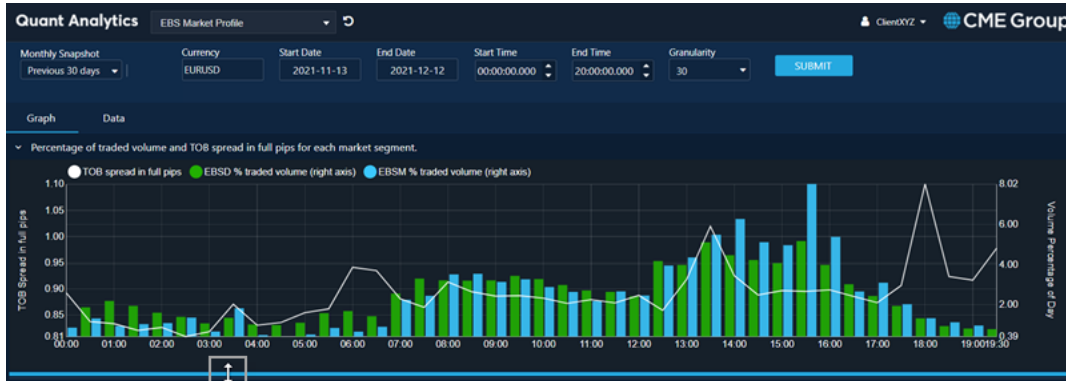 Quant Analytics EBS Market Profile ClientXYZ CME Group
Monthly Snapshot Currency Start Date End Date Start Time End Time Granularity
Previous 30 days EURUSD 2021-11-13 2021-12-12 00:00:00.000 20:00:00.000 30 SUBMIT
Graph Data
Percentage of traded volume and TOB spread in full pips for each market segment.
TOB spread in full pips EBSD % traded volume (right axis) EBSM % traded volume (right axis)
1.10 8.02
1.05 6.00
1.00
0.95 4.00
0.90
0.85 2.00
0.81 0.39
TOB Spread in full pips
Volume Percentage of Day
00:00 01:00 02:00 03:00 04:00 05:00 06:00 07:00 08:00 09:00 10:00 11:00 12:00 13:00 14:00 15:00 16:00 17:00 18:00 19:00 19:30